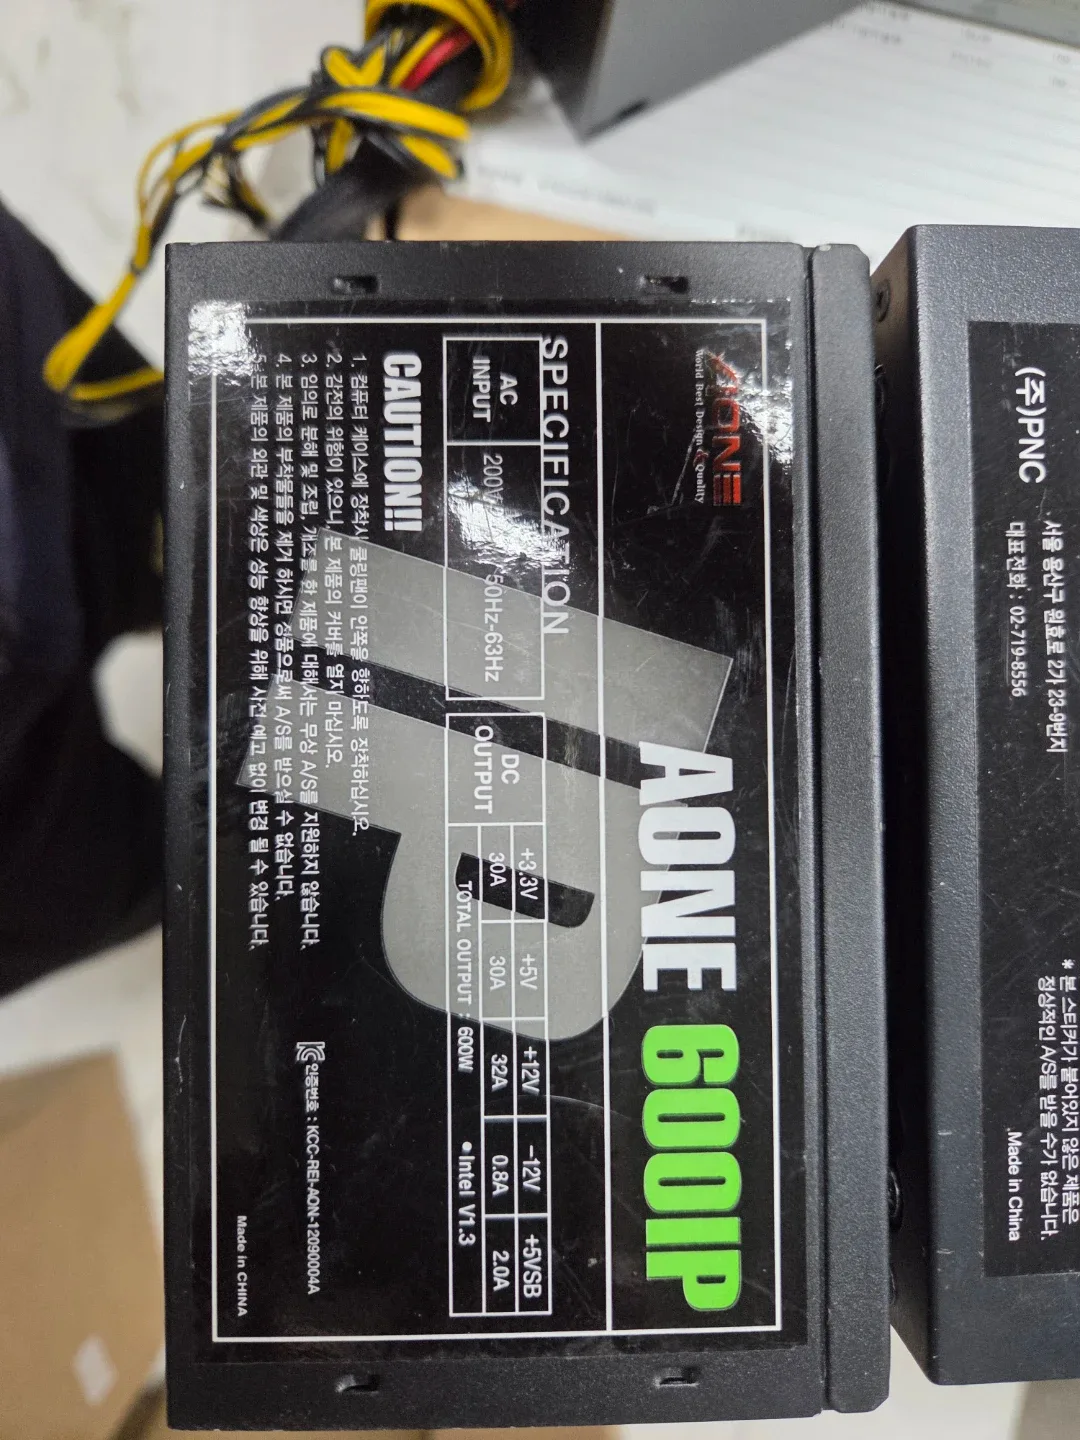 AONE
World Best Design & Quality
AONE 600IP
SPECIFICATION
AC INPUT
200V
50Hz-63Hz
DC OUTPUT
+3.3V +5V +12V -12V +5VSB
30A 30A 32A 0.8A 2.0A
TOTAL OUTPUT : 600W
●Intel V1.3
CAUTION!!
1. 컴퓨터 케이스에 장착시 쿨링팬이 안쪽을 향하도록 장착하십시오.
2. 감전의 위험이 있으니, 본 제품의 커버를 열지 마십시오.
3. 임의로 분해 및 조립, 개조를 한 제품에 대해서는 무상 A/S를 지원하지 않습니다.
4. 본 제품의 부착물들을 제거 하시면 정품으로써 A/S를 받으실 수 없습니다.
5. 본 제품의 외관 및 색상은 성능 향상을 위해 사전 예고 없이 변경 될 수 있습니다.
인증번호 : KCC-REI-AON-12090004A
Made in CHINA
(주)PNC
서울 용산구 원효로 2가 23-9번지
대표전화 : 02-719-8556
* 본 스티커가 붙어있지 않은 제품은
정상적인 A/S를 받을 수가 없습니다.
Made in China